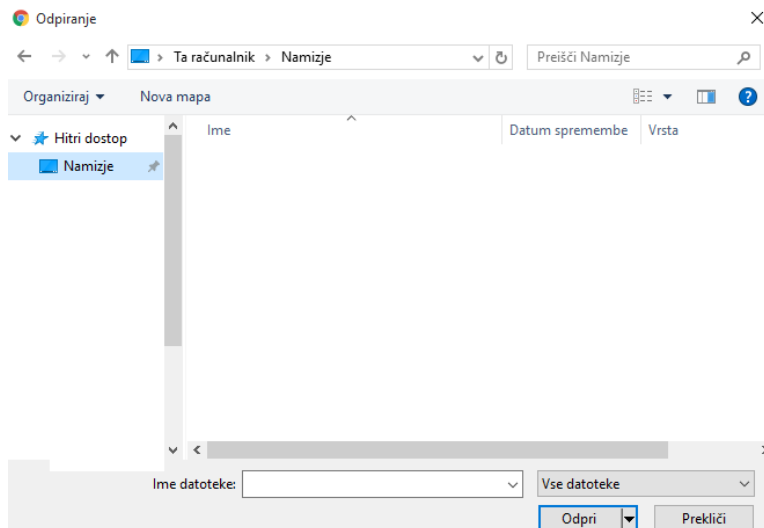 Odpiranje
Ta računalnik > Namizje
Preišči Namizje
Organiziraj
Nova mapa
Hitri dostop
Namizje
Ime
Datum spremembe
Vrsta
Ime datoteke:
Vse datoteke
Odpri
Prekliči